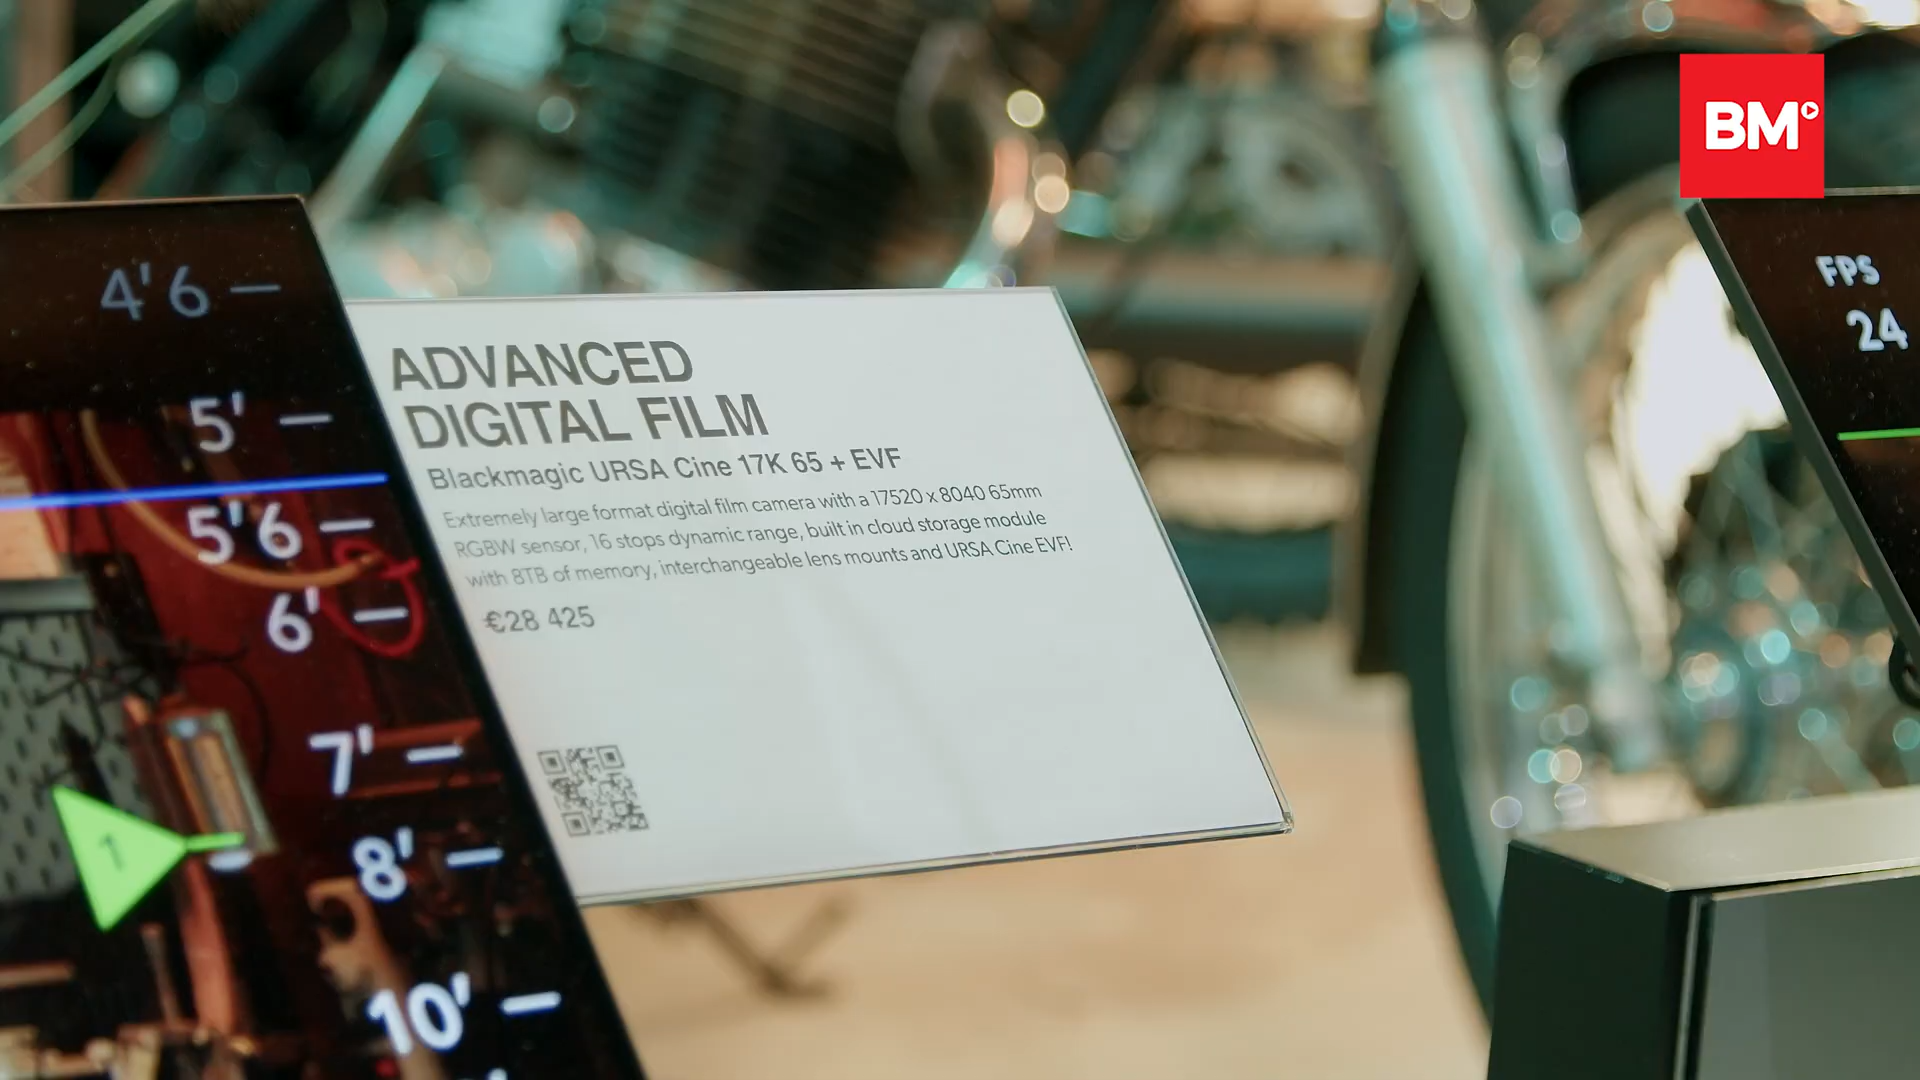 BM
4'6
5'
5'6
6'
7'
8'
10'
1
ADVANCED
DIGITAL FILM
Blackmagic URSA Cine 17K 65 + EVF
Extremely large format digital film camera with a 17520 x 8040 65mm
RGBW sensor, 16 stops dynamic range, built in cloud storage module
with 8TB of memory, interchangeable lens mounts and URSA Cine EVF!
€28 425
FPS
24